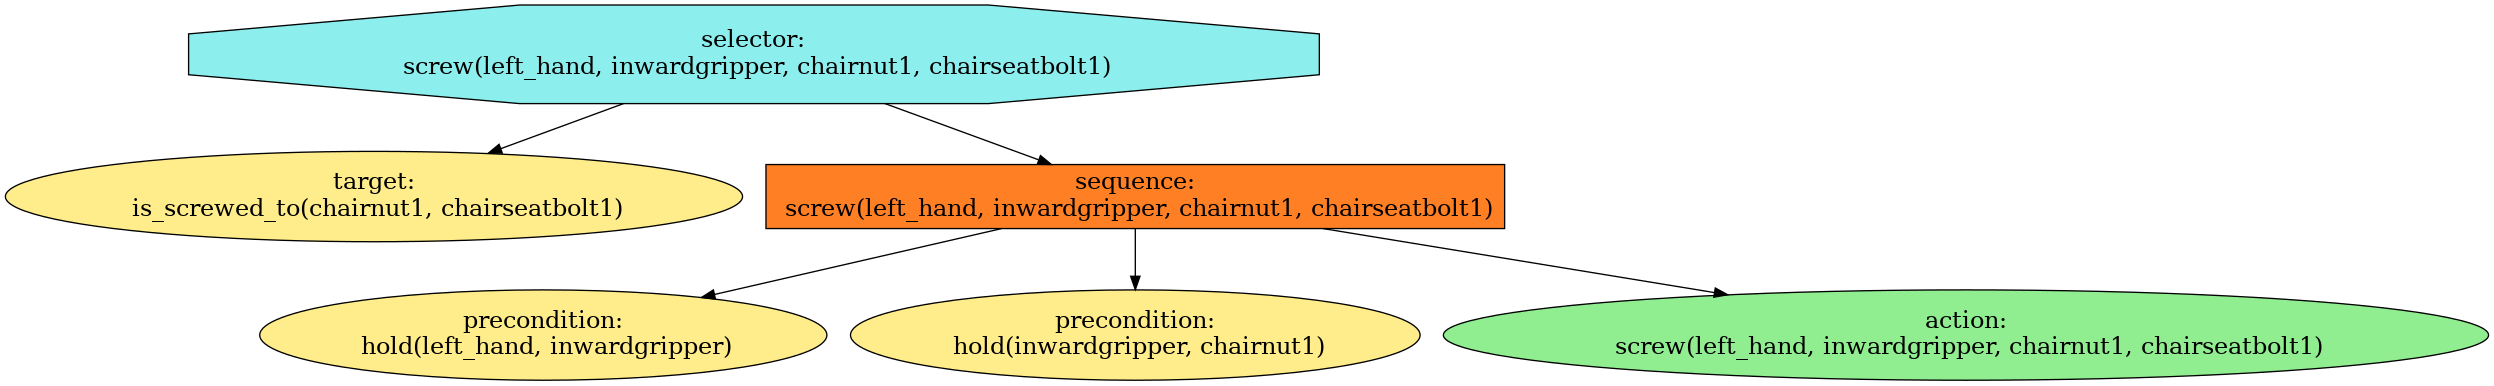 selector:
screw(left_hand, inwardgripper, chairnut1, chairseatbolt1)
target:
is_screwed_to(chairnut1, chairseatbolt1)
sequence:
screw(left_hand, inwardgripper, chairnut1, chairseatbolt1)
precondition:
hold(left_hand, inwardgripper)
precondition:
hold(inwardgripper, chairnut1)
action:
screw(left_hand, inwardgripper, chairnut1, chairseatbolt1)